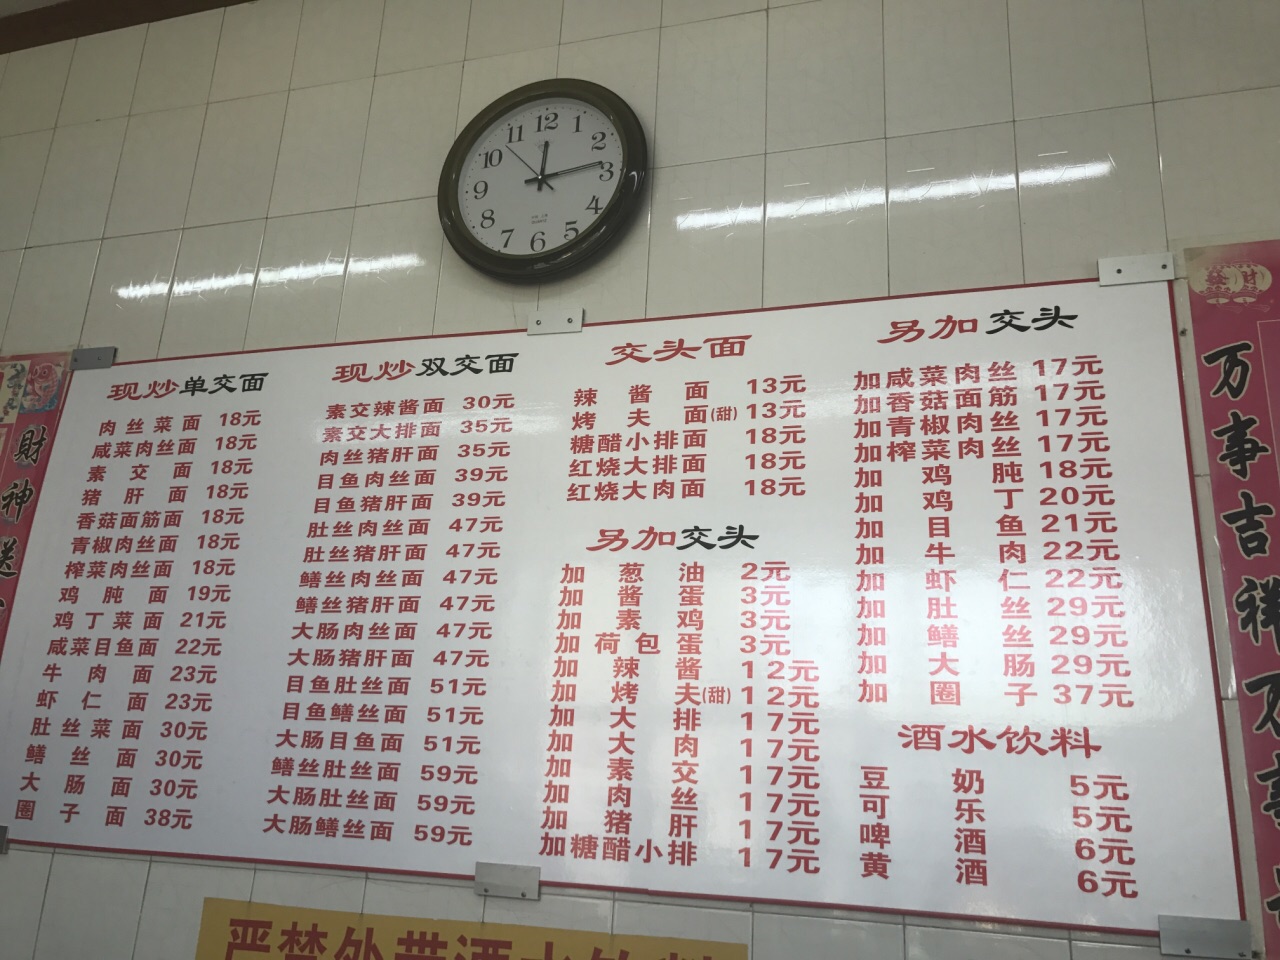 12
1
2
3
4
5
6
7
8
9
10
11
现炒单交面
肉丝菜面 18元
咸菜肉丝面 18元
素交面 18元
猪肝面 18元
香菇面筋面 18元
青椒肉丝面 18元
榨菜肉丝面 18元
鸡肫面 19元
鸡丁菜面 21元
咸菜目鱼面 22元
牛肉面 23元
虾仁面 23元
肚丝菜面 30元
鳝丝面 30元
大肠面 30元
圈子面 38元
现炒双交面
素交辣酱面 30元
素交大排面 35元
肉丝猪肝面 35元
目鱼肉丝面 39元
目鱼猪肝面 39元
肚丝肉丝面 47元
肚丝猪肝面 47元
鳝丝肉丝面 47元
鳝丝猪肝面 47元
大肠肉丝面 47元
大肠猪肝面 47元
目鱼肚丝面 51元
目鱼鳝丝面 51元
大肠目鱼面 51元
鳝丝肚丝面 59元
大肠肚丝面 59元
大肠鳝丝面 59元
交头面
辣酱面 13元
烤夫面(甜) 13元
糖醋小排面 18元
红烧大排面 18元
红烧大肉面 18元
另加交头
加葱油 2元
加酱蛋 3元
加素鸡 3元
加荷包蛋 3元
加辣酱 12元
加烤夫(甜) 12元
加大排 17元
加大肉 17元
加素交 17元
加肉丝 17元
加猪肝 17元
加糖醋小排 17元
另加交头
加咸菜肉丝 17元
加香菇面筋 17元
加青椒肉丝 17元
加榨菜肉丝 17元
加鸡肫 18元
加鸡丁 20元
加目鱼 21元
加牛肉 22元
加虾仁 22元
加肚丝 29元
加鳝丝 29元
加大肠 29元
加圈子 37元
酒水饮料
豆奶 5元
可乐 5元
啤酒 6元
黄酒 6元
财神送
發财
万事吉祥万事
严禁外带酒水饮料